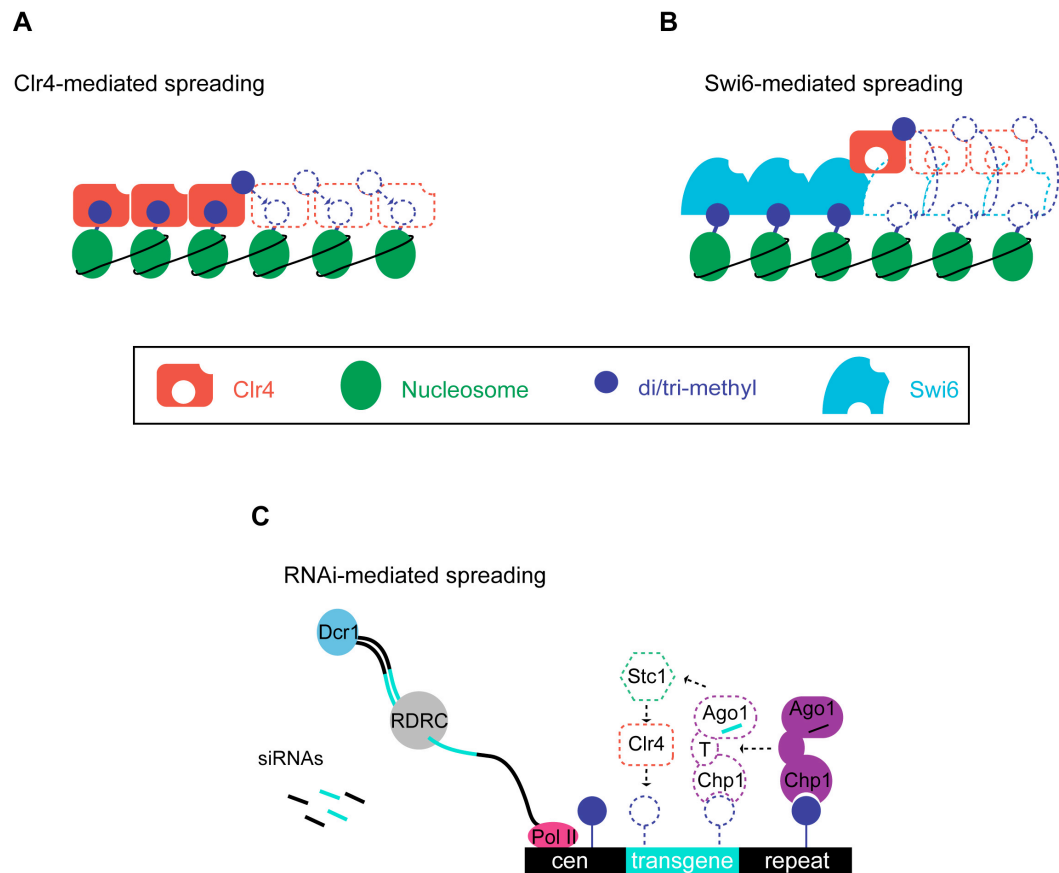 A
B
Clr4-mediated spreading
Swi6-mediated spreading
Clr4
Nucleosome
di/tri-methyl
Swi6
C
RNAi-mediated spreading
Dcr1
RDRC
siRNAs
Stc1
Clr4
Ago1
T
Chp1
Ago1
Chp1
Pol II
cen
transgene
repeat